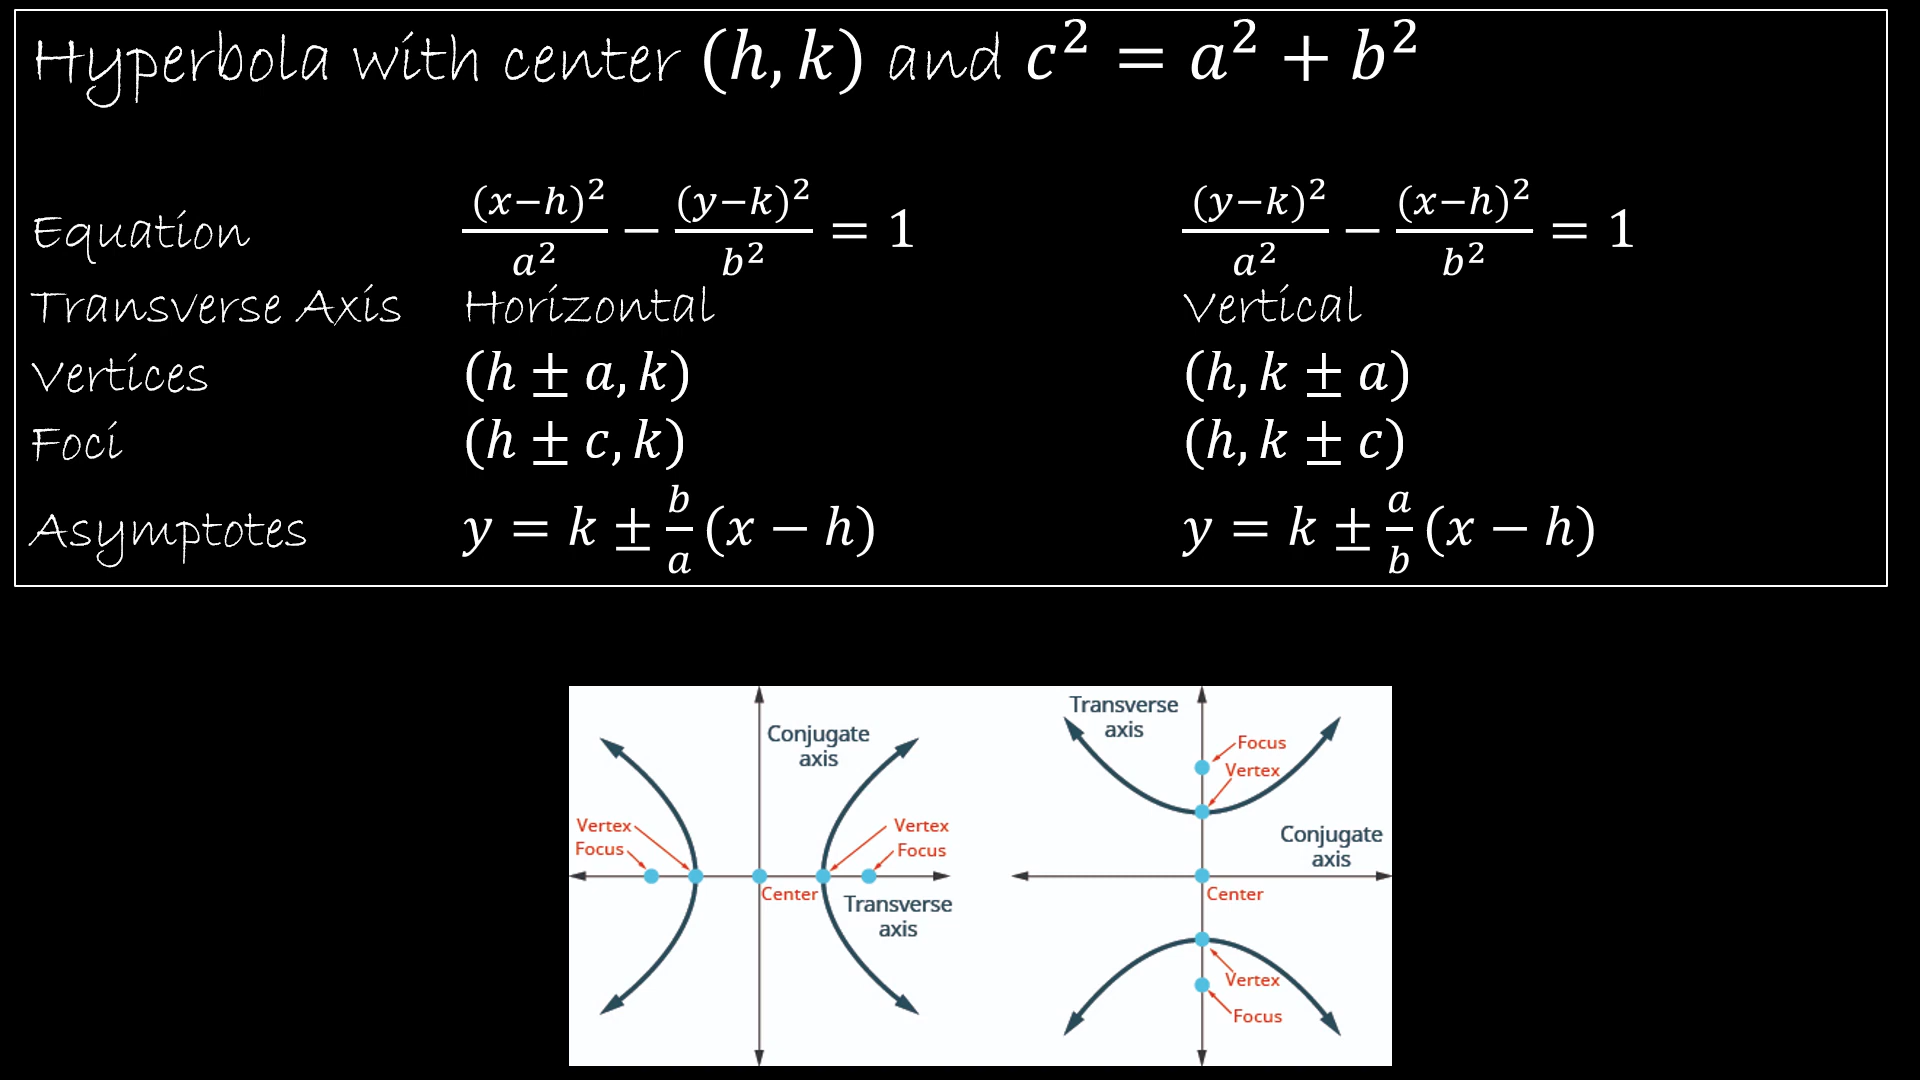 Hyperbola with center (h, k) and c² = a² + b²
Equation (x−h)²/a² − (y−k)²/b² = 1 (y−k)²/a² − (x−h)²/b² = 1
Transverse Axis Horizontal Vertical
Vertices (h ± a, k) (h, k ± a)
Foci (h ± c, k) (h, k ± c)
Asymptotes y = k ± b/a (x − h) y = k ± a/b (x − h)
Conjugate
axis
Vertex
Focus
Vertex
Focus
Center
Transverse
axis
Transverse
axis
Focus
Vertex
Conjugate
axis
Center
Vertex
Focus